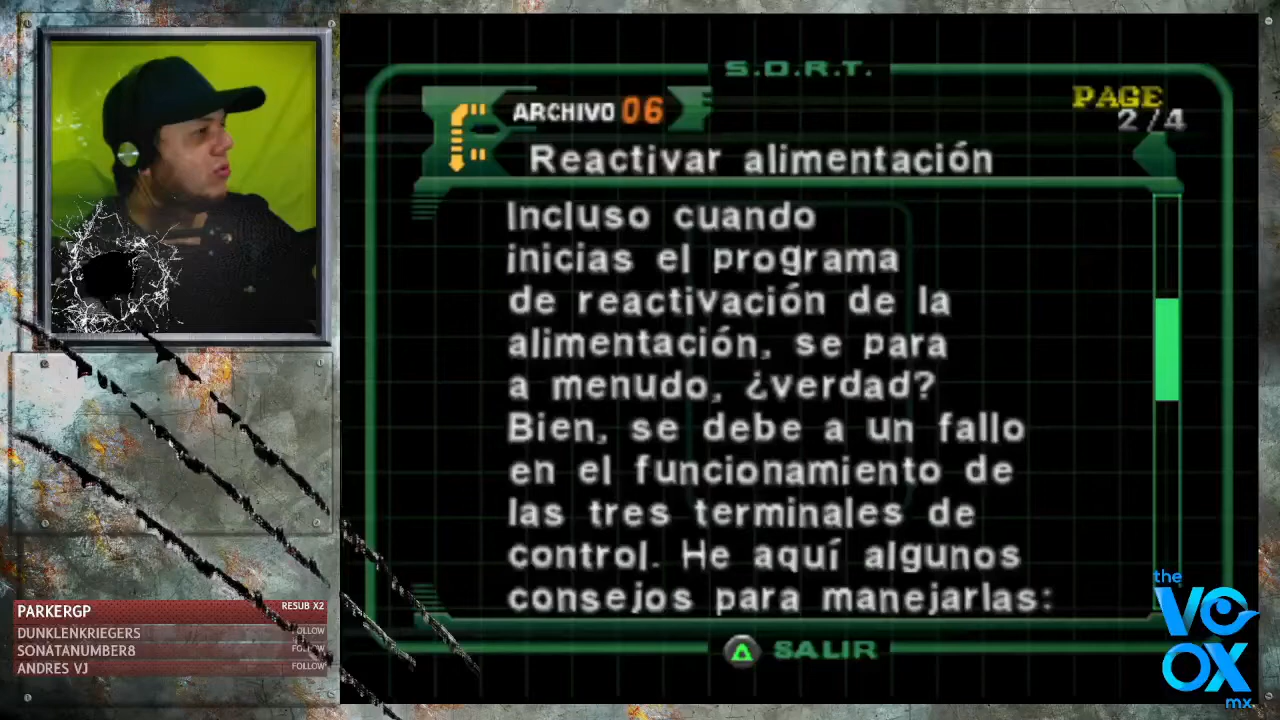 S.O.R.T.
ARCHIVO 06
PAGE
2/4
Reactivar alimentación
Incluso cuando
inicias el programa
de reactivación de la
alimentación, se para
a menudo, ¿verdad?
Bien, se debe a un fallo
en el funcionamiento de
las tres terminales de
control. He aquí algunos
consejos para manejarlas:
SALIR
PARKERGP RESUB X2
DUNKLENKRIEGERS FOLLOW
SONATANUMBER8 FOLLOW
ANDRES VJ FOLLOW
the
VOX
OX
mx